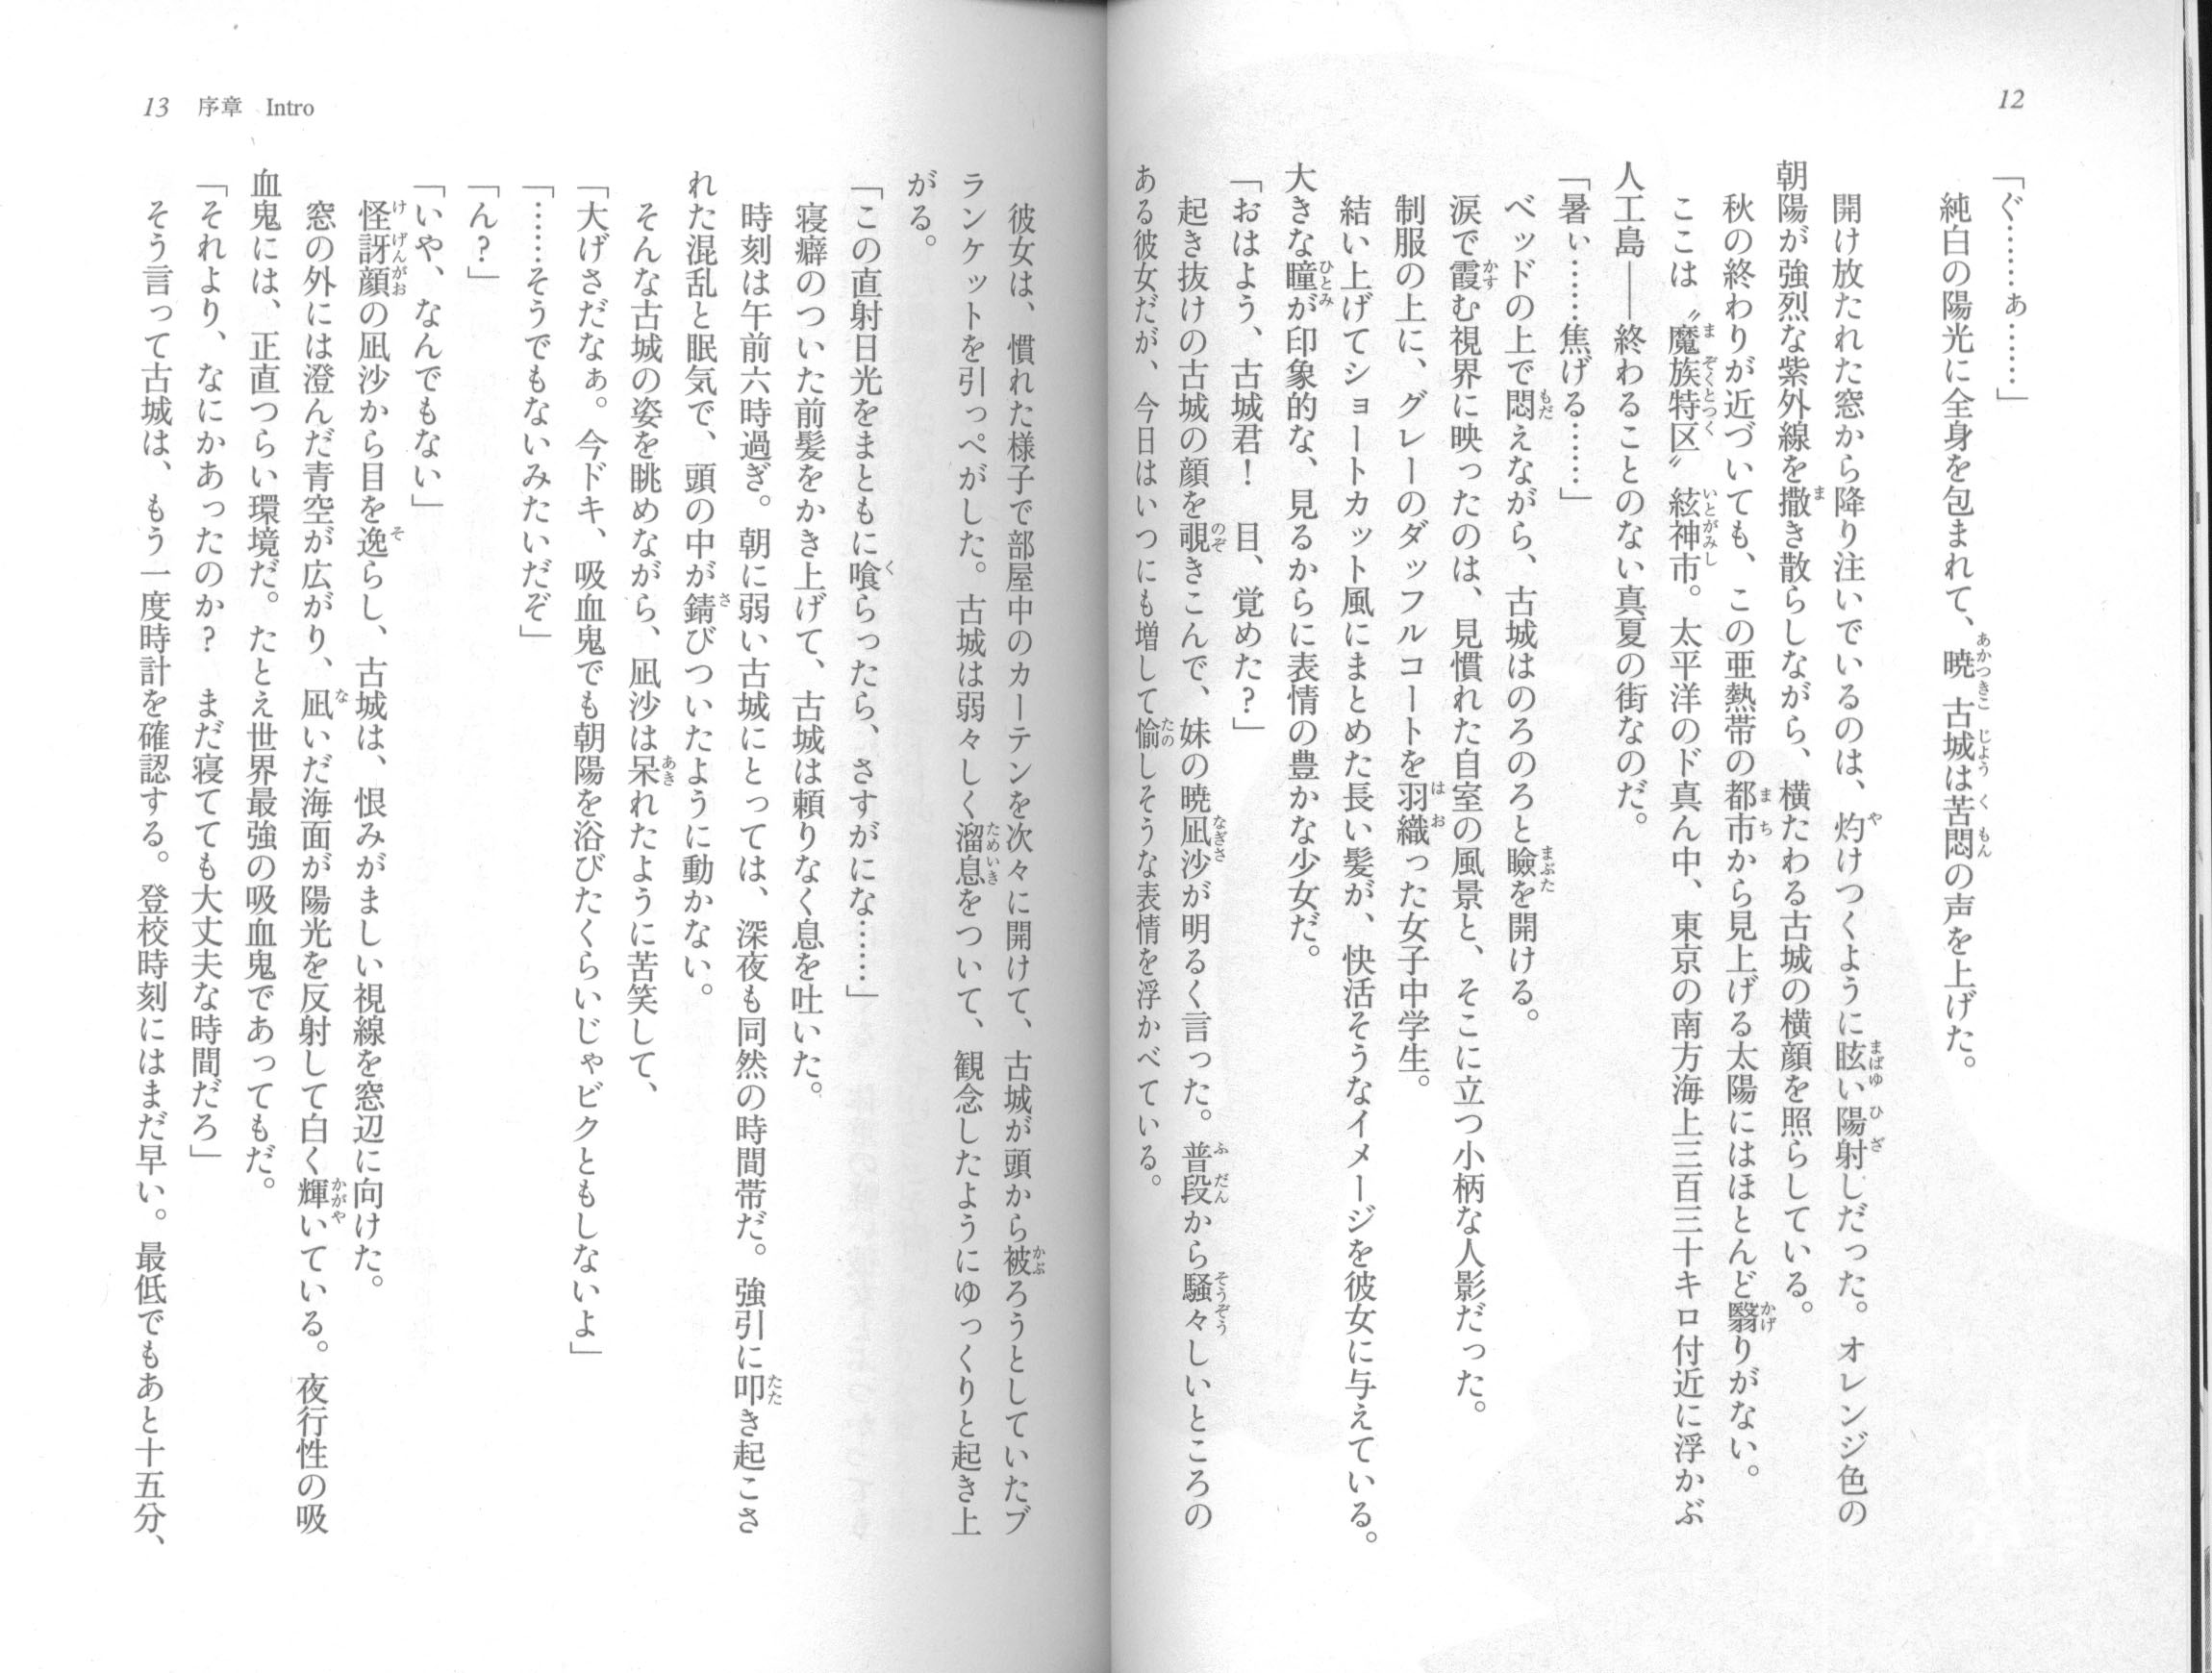 12
「ぐ……ぁ……」
純白の陽光に全身を包まれて、暁古城は苦悶の声を上げた。
開け放たれた窓から降り注いでいるのは、灼けつくように眩い陽射しだった。オレンジ色の
朝陽が強烈な紫外線を撒き散らしながら、横たわる古城の横顔を照らしている。
秋の終わりが近づいても、この亜熱帯の都市から見上げる太陽にはほとんど翳りがない。
ここは〝魔族特区〟絃神市。太平洋のド真ん中、東京の南方海上三百三十キロ付近に浮かぶ
人工島――終わることのない真夏の街なのだ。
「暑ぃ……焦げる……」
ベッドの上で悶えながら、古城はのろのろと瞼を開ける。
涙で霞む視界に映ったのは、見慣れた自室の風景と、そこに立つ小柄な人影だった。
制服の上に、グレーのダッフルコートを羽織った女子中学生。
結い上げてショートカット風にまとめた長い髪が、快活そうなイメージを彼女に与えている。
大きな瞳が印象的な、見るからに表情の豊かな少女だ。
「おはよう、古城君！　目、覚めた？」
起き抜けの古城の顔を覗きこんで、妹の暁凪沙が明るく言った。普段から騒々しいところの
ある彼女だが、今日はいつにも増して愉しそうな表情を浮かべている。
13　序章　Intro
彼女は、慣れた様子で部屋中のカーテンを次々に開けて、古城が頭から被ろうとしていたブ
ランケットを引っぺがした。古城は弱々しく溜息をついて、観念したようにゆっくりと起き上
がる。
「この直射日光をまともに喰らったら、さすがにな……」
寝癖のついた前髪をかき上げて、古城は頼りなく息を吐いた。
時刻は午前六時過ぎ。朝に弱い古城にとっては、深夜も同然の時間帯だ。強引に叩き起こさ
れた混乱と眠気で、頭の中が錆びついたように動かない。
そんな古城の姿を眺めながら、凪沙は呆れたように苦笑して、
「大げさだなぁ。今ドキ、吸血鬼でも朝陽を浴びたくらいじゃビクともしないよ」
「……そうでもないみたいだぞ」
「ん？」
「いや、なんでもない」
怪訝顔の凪沙から目を逸らし、古城は、恨みがましい視線を窓辺に向けた。
窓の外には澄んだ青空が広がり、凪いだ海面が陽光を反射して白く輝いている。夜行性の吸
血鬼には、正直つらい環境だ。たとえ世界最強の吸血鬼であってもだ。
「それより、なにかあったのか？　まだ寝てても大丈夫な時間だろ」
そう言って古城は、もう一度時計を確認する。登校時刻にはまだ早い。最低でもあと十五分、